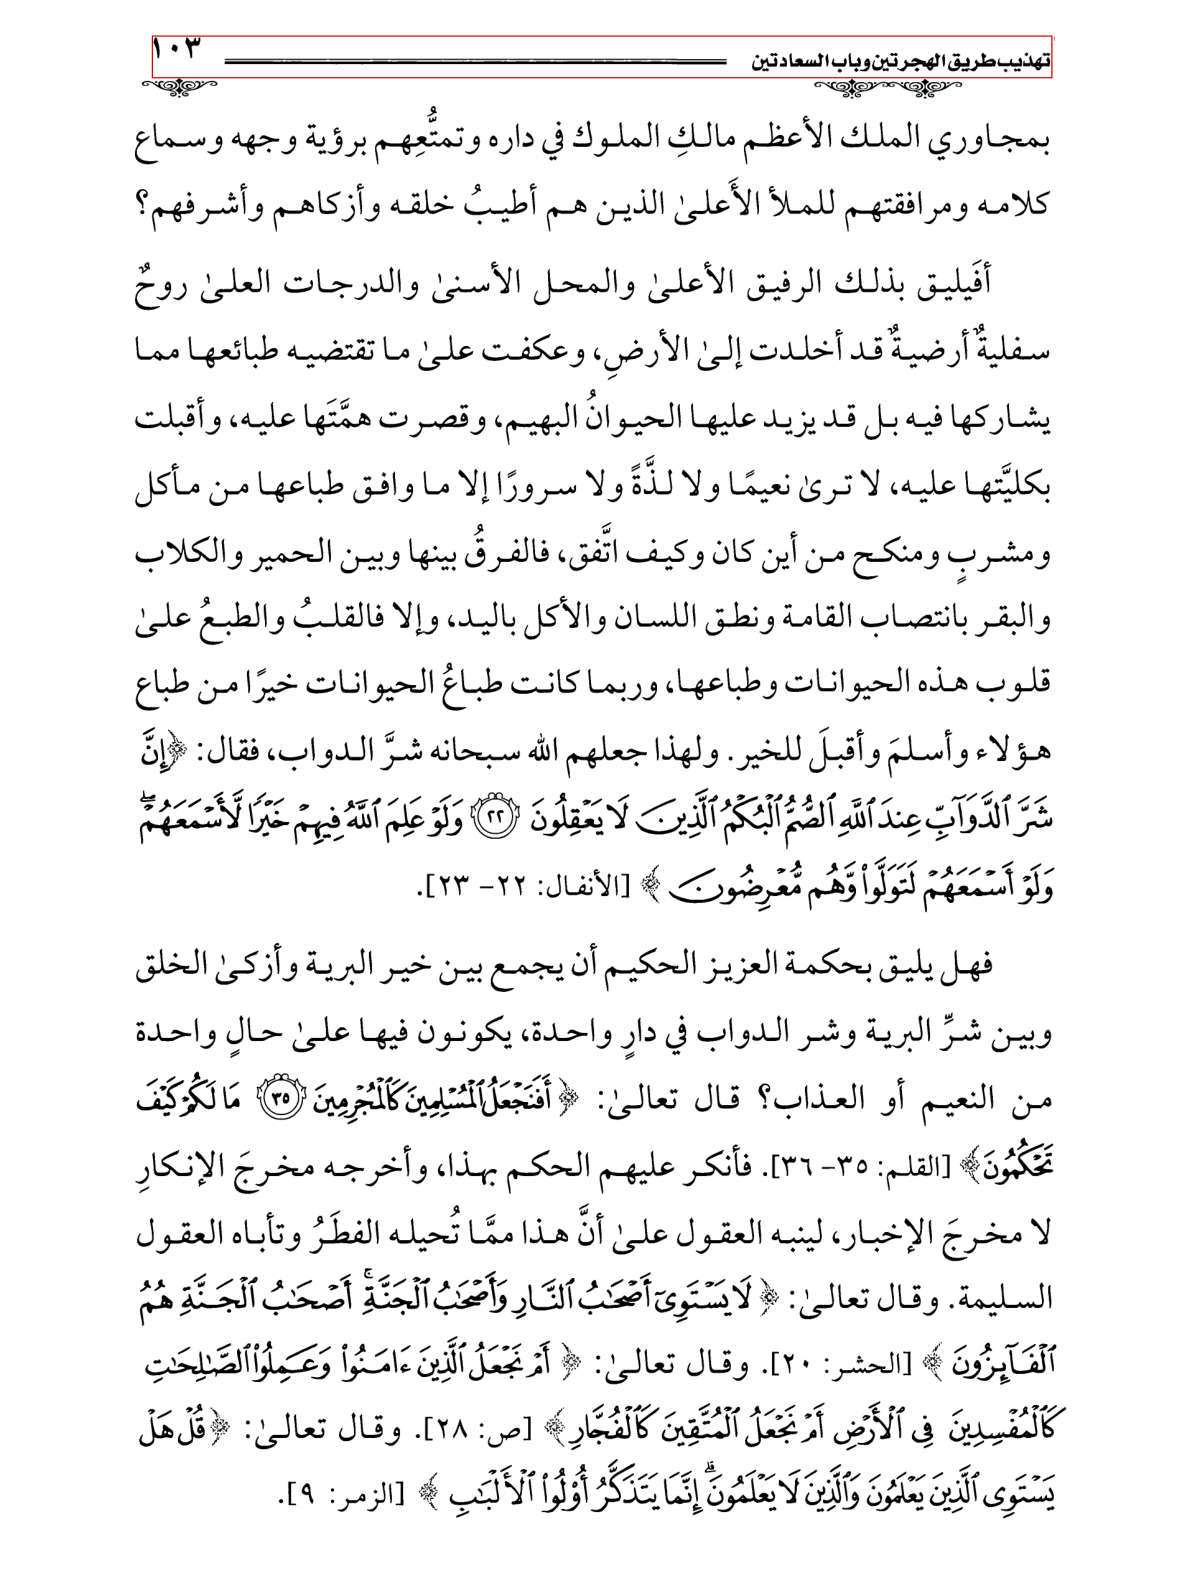 تهذيب طريق الهجرتين وباب السعادتين ١٠٣
بمجاوري الملك الأعظم مالكِ الملوك في داره وتمتُّعِهم برؤية وجهه وسماع
كلامه ومرافقتهم للملأ الأَعلىٰ الذين هم أطيبُ خلقه وأزكاهم وأشرفهم؟
أفَيليق بذلك الرفيق الأعلىٰ والمحل الأسنىٰ والدرجات العلىٰ روحٌ
سفليةٌ أرضيةٌ قد أخلدت إلىٰ الأرضِ، وعكفت علىٰ ما تقتضيه طبائعها مما
يشاركها فيه بل قد يزيد عليها الحيوانُ البهيم، وقصرت همَّتَها عليه، وأقبلت
بكليَّتها عليه، لا ترىٰ نعيمًا ولا لذَّةً ولا سرورًا إلا ما وافق طباعها من مأكل
ومشربٍ ومنكح من أين كان وكيف اتَّفق، فالفرقُ بينها وبين الحمير والكلاب
والبقر بانتصاب القامة ونطق اللسان والأكل باليد، وإلا فالقلبُ والطبعُ علىٰ
قلوب هذه الحيوانات وطباعها، وربما كانت طباعُ الحيوانات خيرًا من طباع
هؤلاء وأسلمَ وأقبلَ للخير. ولهذا جعلهم الله سبحانه شرَّ الدواب، فقال: ﴿إِنَّ
شَرَّ ٱلدَّوَآبِّ عِندَ ٱللَّهِ ٱلصُّمُّ ٱلْبُكْمُ ٱلَّذِينَ لَا يَعْقِلُونَ ٢٢ وَلَوْ عَلِمَ ٱللَّهُ فِيهِمْ خَيْرًا لَّأَسْمَعَهُمْ ۖ
وَلَوْ أَسْمَعَهُمْ لَتَوَلَّوا۟ وَّهُم مُّعْرِضُونَ ﴾ [الأنفال: ٢٢- ٢٣].
فهل يليق بحكمة العزيز الحكيم أن يجمع بين خير البرية وأزكىٰ الخلق
وبين شرِّ البرية وشر الدواب في دارٍ واحدة، يكونون فيها علىٰ حالٍ واحدة
من النعيم أو العذاب؟ قال تعالىٰ: ﴿ أَفَنَجْعَلُ ٱلْمُسْلِمِينَ كَٱلْمُجْرِمِينَ ٣٥ مَا لَكُمْ كَيْفَ
تَحْكُمُونَ﴾ [القلم: ٣٥- ٣٦]. فأنكر عليهم الحكم بهذا، وأخرجه مخرجَ الإنكارِ
لا مخرجَ الإخبار، لينبه العقول علىٰ أنَّ هذا ممَّا تُحيله الفطَرُ وتأباه العقول
السليمة. وقال تعالىٰ: ﴿ لَا يَسْتَوِىٓ أَصْحَٰبُ ٱلنَّارِ وَأَصْحَٰبُ ٱلْجَنَّةِ ۚ أَصْحَٰبُ ٱلْجَنَّةِ هُمُ
ٱلْفَآئِزُونَ ﴾ [الحشر: ٢٠]. وقال تعالىٰ: ﴿ أَمْ نَجْعَلُ ٱلَّذِينَ ءَامَنُوا۟ وَعَمِلُوا۟ ٱلصَّٰلِحَٰتِ
كَٱلْمُفْسِدِينَ فِى ٱلْأَرْضِ أَمْ نَجْعَلُ ٱلْمُتَّقِينَ كَٱلْفُجَّارِ﴾ [ص: ٢٨]. وقال تعالىٰ: ﴿قُلْ هَلْ
يَسْتَوِى ٱلَّذِينَ يَعْلَمُونَ وَٱلَّذِينَ لَا يَعْلَمُونَ ۗ إِنَّمَا يَتَذَكَّرُ أُو۟لُوا۟ ٱلْأَلْبَٰبِ ﴾ [الزمر: ٩].